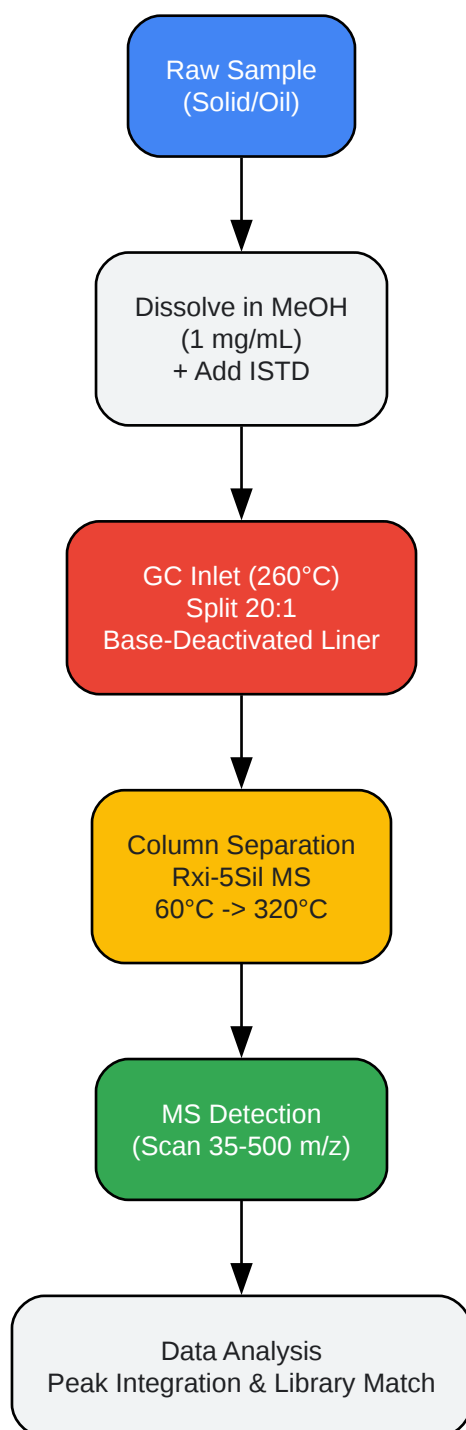 Raw Sample
(Solid/Oil)
Dissolve in MeOH
(1 mg/mL)
+ Add ISTD
GC Inlet (260°C)
Split 20:1
Base-Deactivated Liner
Column Separation
Rxi-5Sil MS
60°C -> 320°C
MS Detection
(Scan 35-500 m/z)
Data Analysis
Peak Integration & Library Match